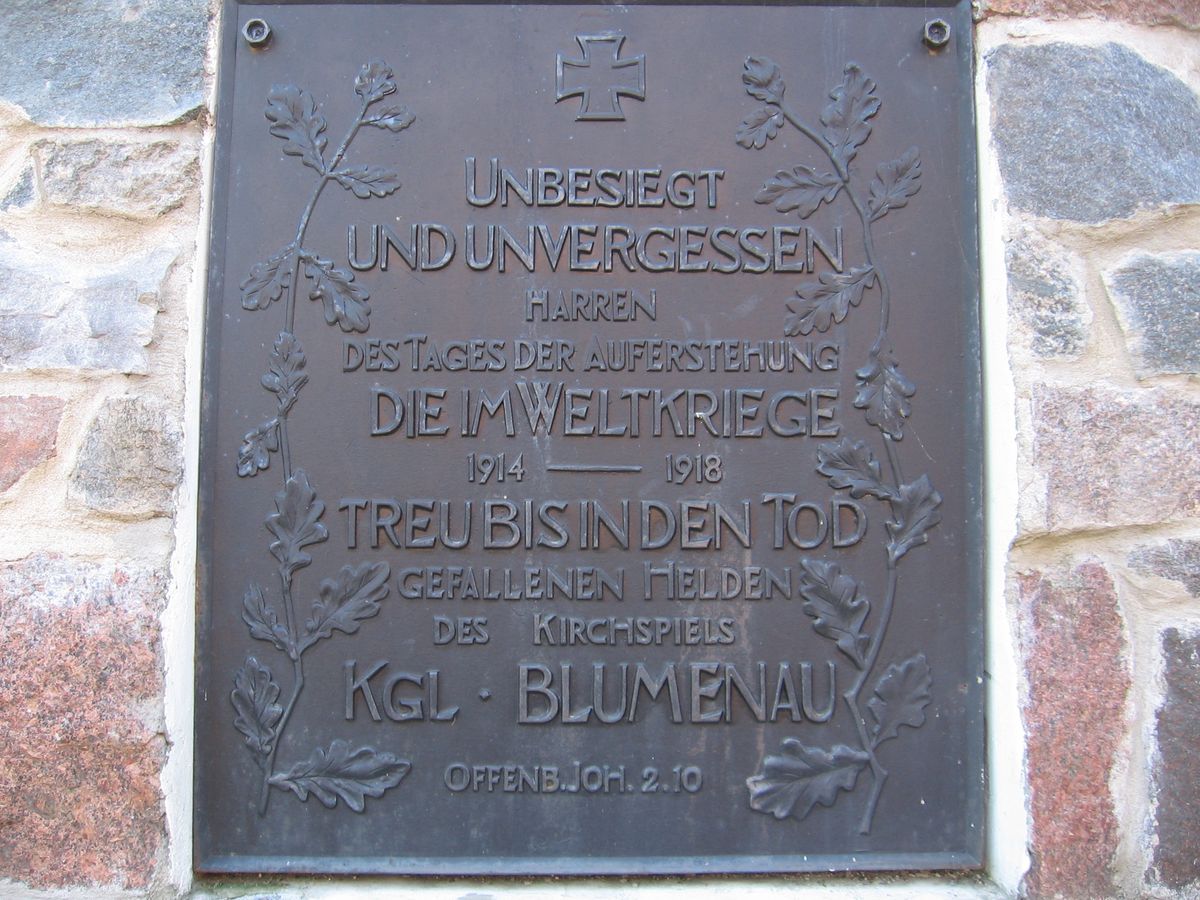 UNBESIEGT
UND UNVERGESSEN
HARREN
DES TAGES DER AUFERSTEHUNG
DIE IM WELTKRIEGE
1914 — 1918
TREU BIS IN DEN TOD
GEFALLENEN HELDEN
DES KIRCHSPIELS
KGL · BLUMENAU
OFFENB. JOH. 2.10